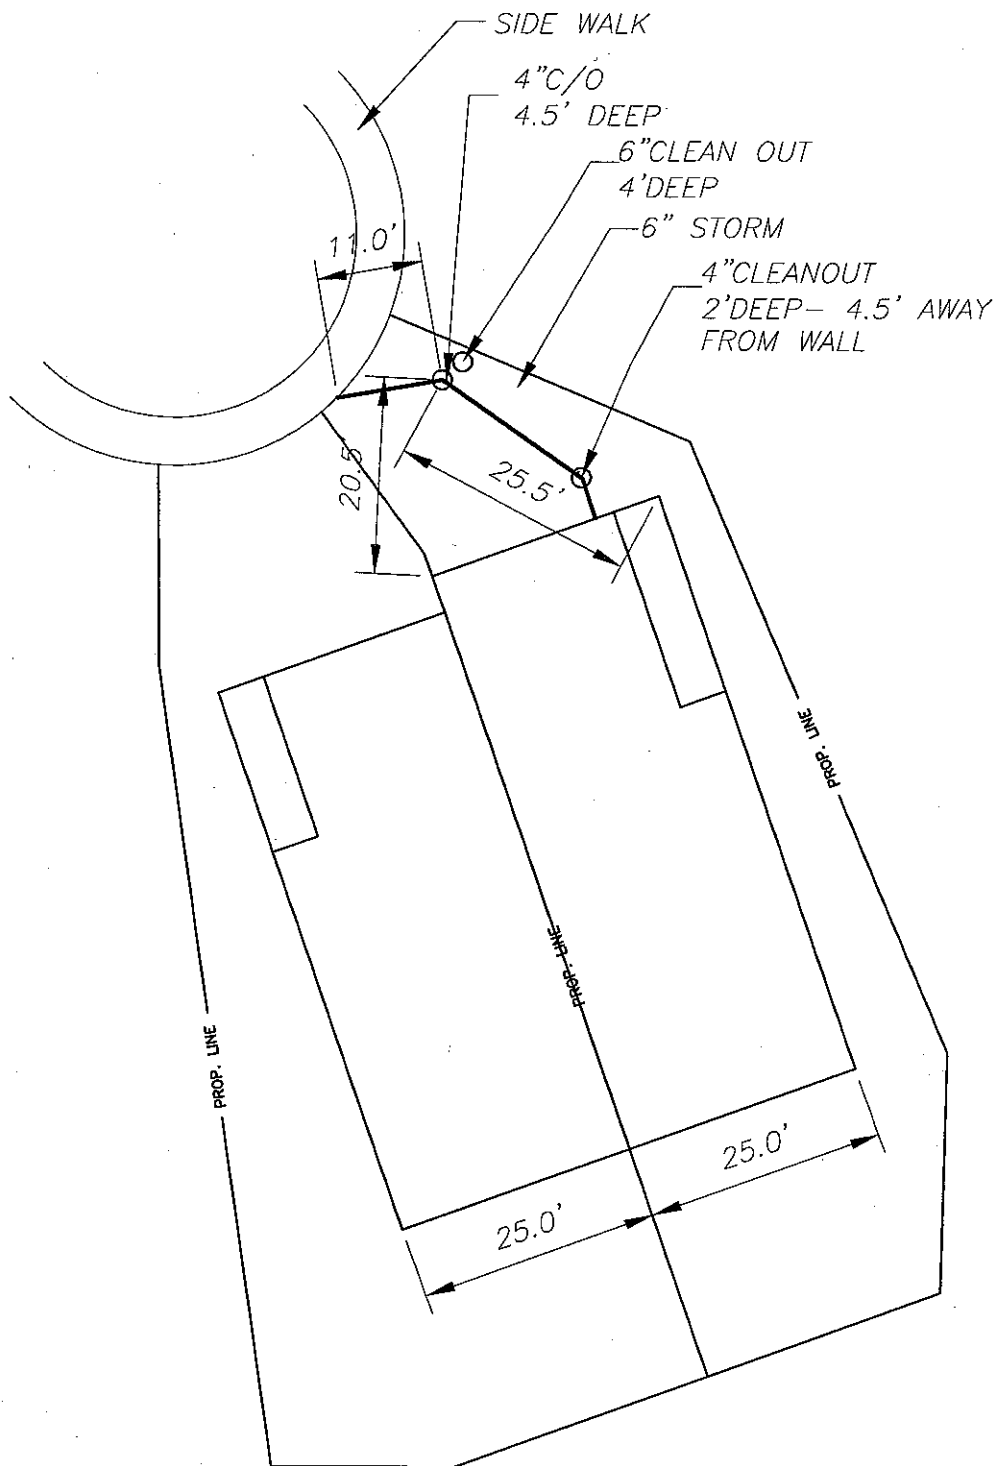 SIDE WALK
4"C/O
4.5' DEEP
6"CLEAN OUT
4'DEEP
6" STORM
11.0'
4"CLEANOUT
2'DEEP- 4.5' AWAY
FROM WALL
20.5'
25.5'
PROP. LINE
PROP. LINE
PROP. LINE
25.0'
25.0'